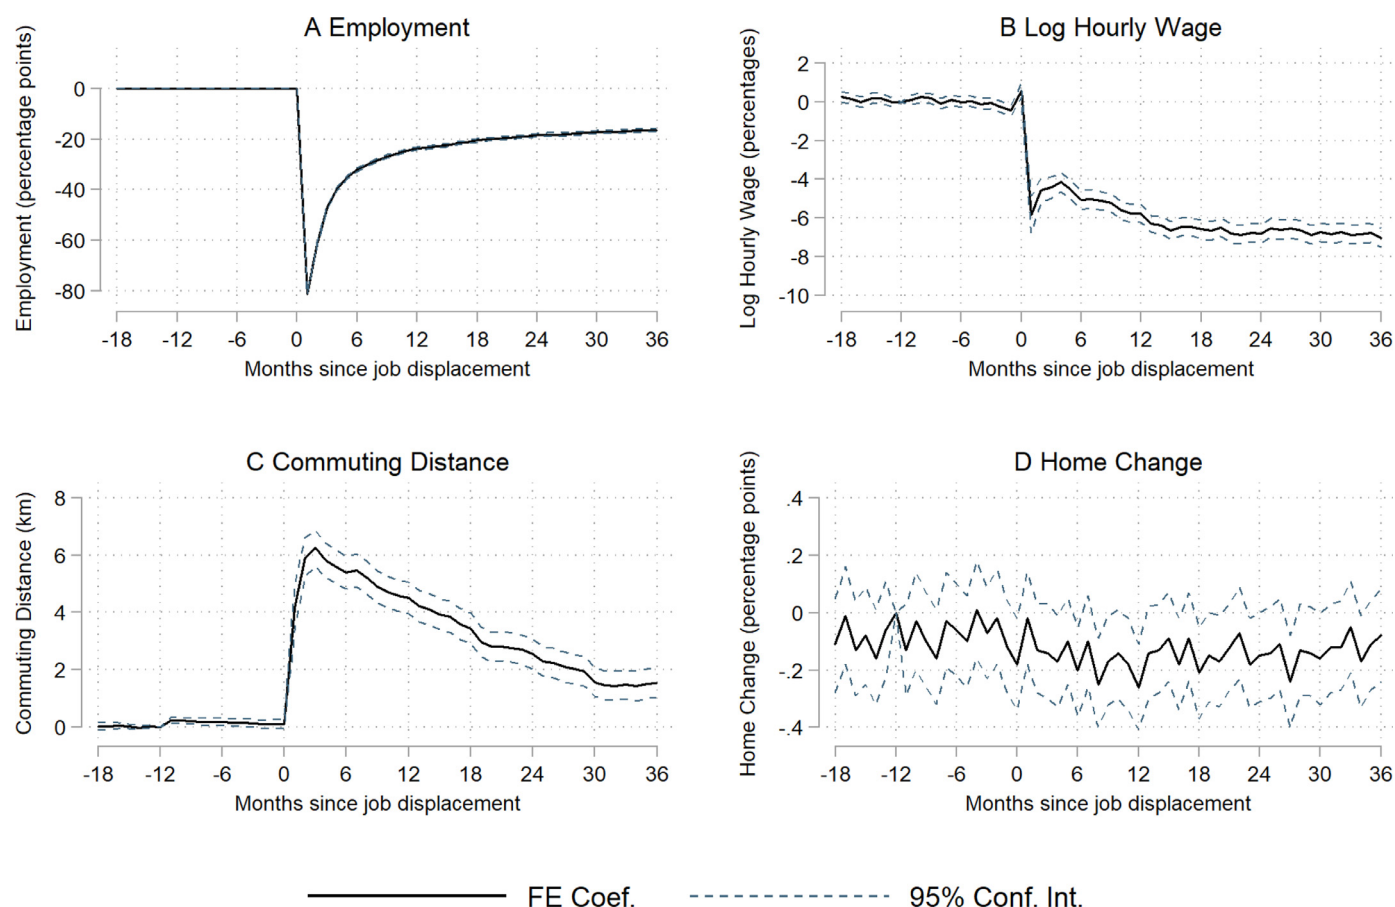 A Employment
Employment (percentage points)
0
-20
-40
-60
-80
-18 -12 -6 0 6 12 18 24 30 36
Months since job displacement
B Log Hourly Wage
Log Hourly Wage (percentages)
2
0
-2
-4
-6
-8
-10
-18 -12 -6 0 6 12 18 24 30 36
Months since job displacement
C Commuting Distance
Commuting Distance (km)
8
6
4
2
0
-18 -12 -6 0 6 12 18 24 30 36
Months since job displacement
D Home Change
Home Change (percentage points)
.4
.2
0
-.2
-.4
-18 -12 -6 0 6 12 18 24 30 36
Months since job displacement
FE Coef. 95% Conf. Int.